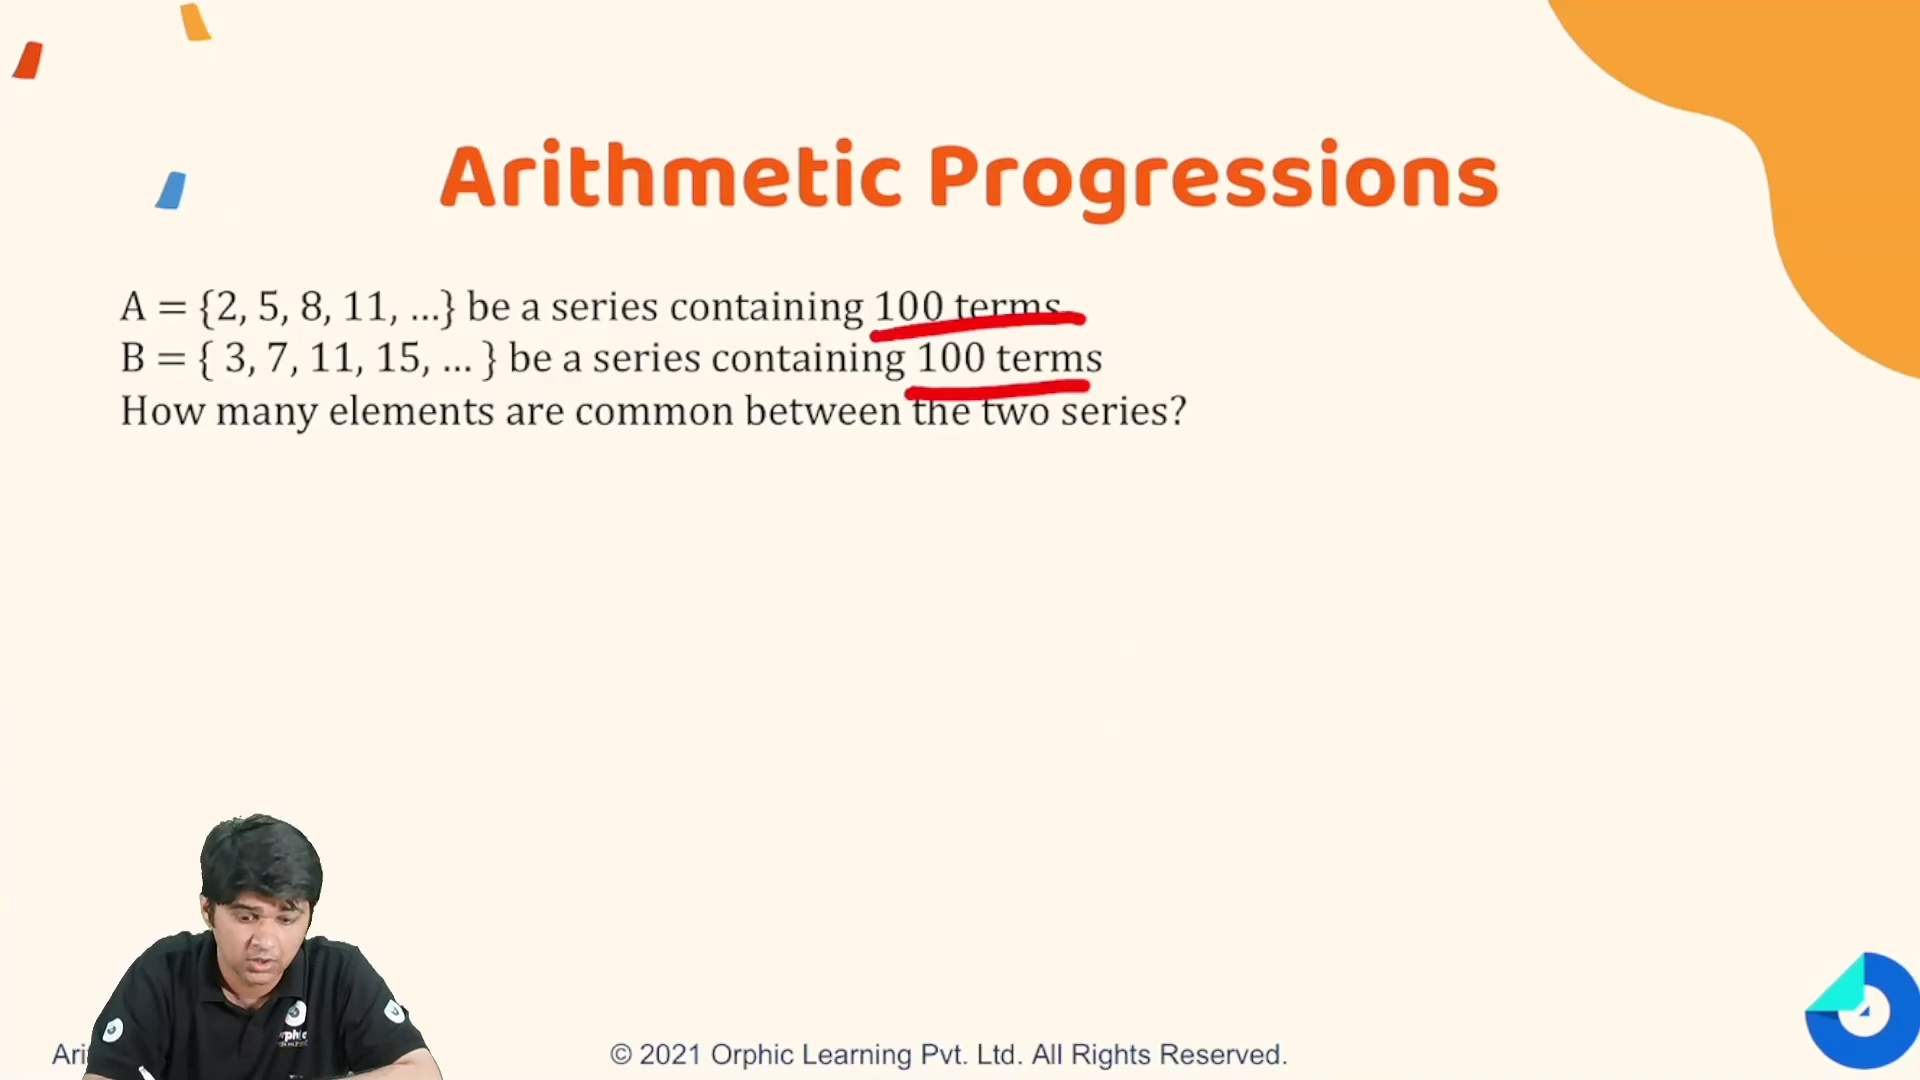 Arithmetic Progressions
A = {2, 5, 8, 11, ...} be a series containing 100 terms
B = { 3, 7, 11, 15, ... } be a series containing 100 terms
How many elements are common between the two series?
© 2021 Orphic Learning Pvt. Ltd. All Rights Reserved.